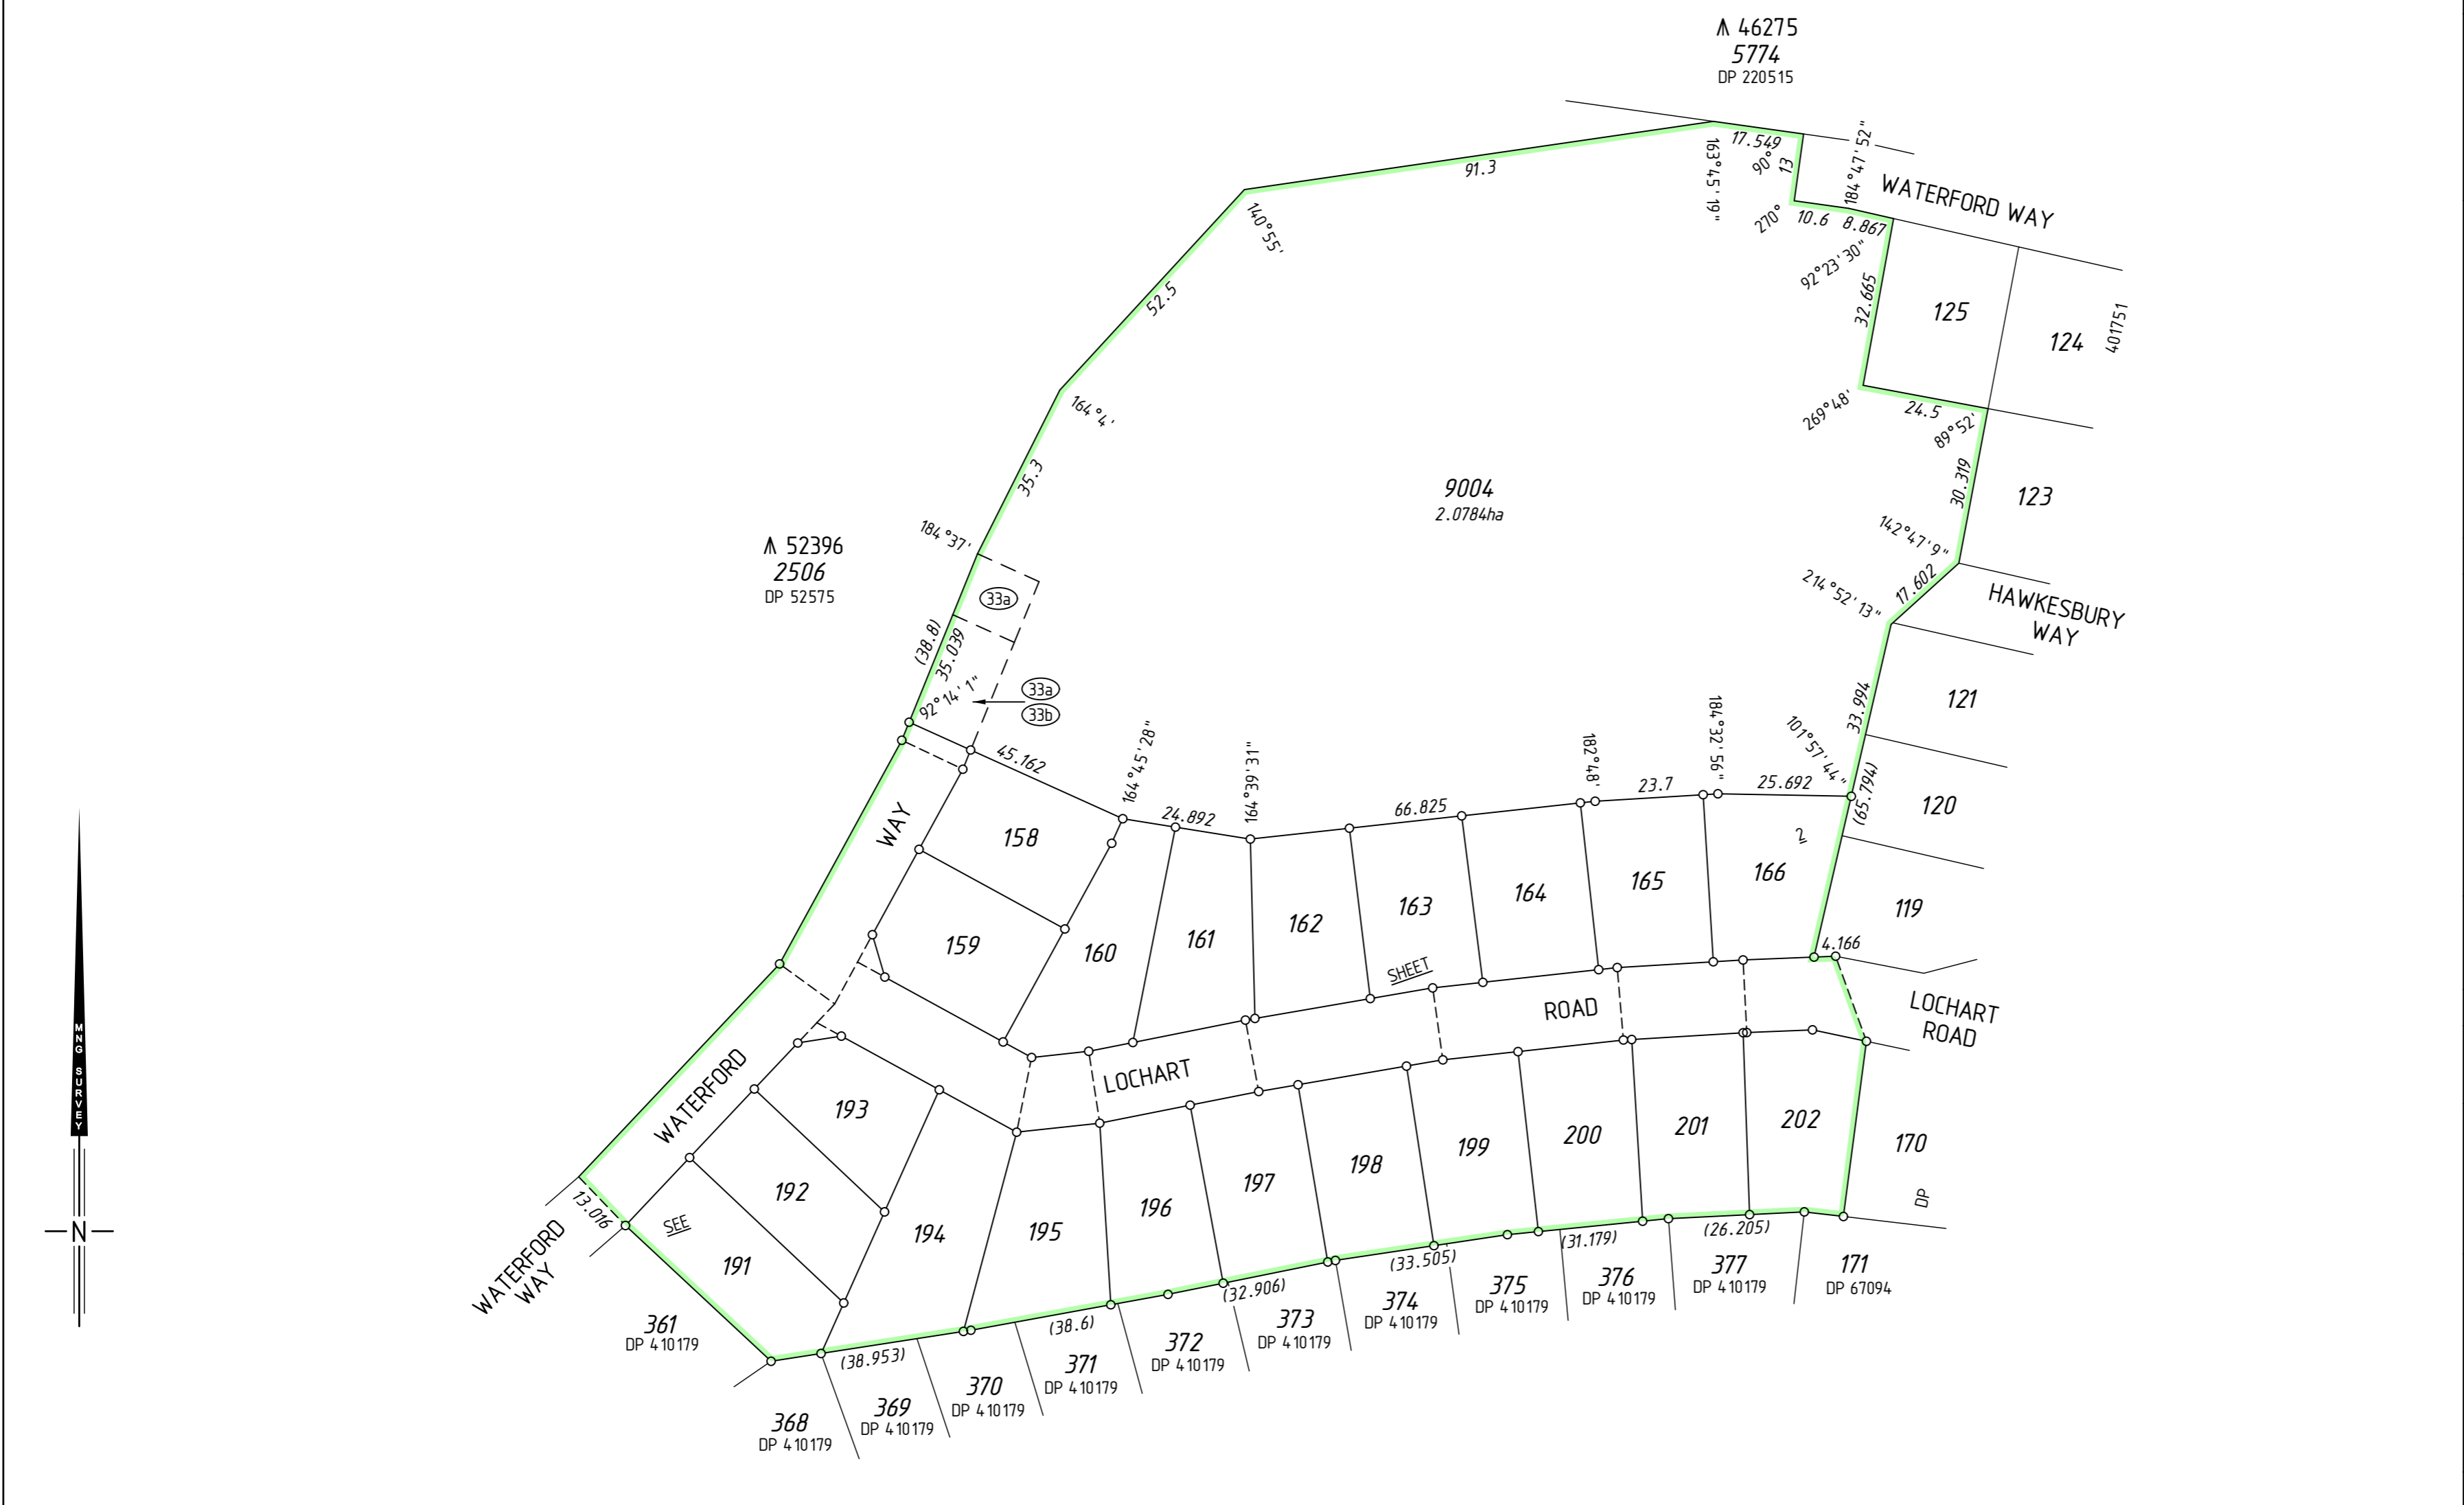 ⩚ 46275
5774
DP 220515
17.549
163°45'19"
90°
13
270°
10.6
8.867
184°47'52"
WATERFORD WAY
91.3
140°55'
92°23'30"
32.665
125
124
401751
52.5
164°4'
269°48'
24.5
89°52'
35.3
9004
2.0784ha
30.319
123
184°37'
⩚ 52396
2506
DP 52575
33a
142°47'9"
17.602
214°52'13"
HAWKESBURY
WAY
(38.8)
35.039
92°14'1"
33a
33b
121
33.994
45.162
164°45'28"
24.892
164°39'31"
66.825
182°48'
23.7
184°32'56"
25.692
101°57'44"
(65.794)
120
WAY
158
159
160
161
162
163
164
165
166
2
119
4.166
SHEET
ROAD
LOCHART
ROAD
LOCHART
WATERFORD
193
192
191
SEE
194
195
196
197
198
199
200
201
202
170
DP
13.016
WATERFORD
WAY
361
DP 410179
(38.953)
(38.6)
(32.906)
(33.505)
(31.179)
(26.205)
368
DP 410179
369
DP 410179
370
DP 410179
371
DP 410179
372
DP 410179
373
DP 410179
374
DP 410179
375
DP 410179
376
DP 410179
377
DP 410179
171
DP 67094
MNG SURVEY
N